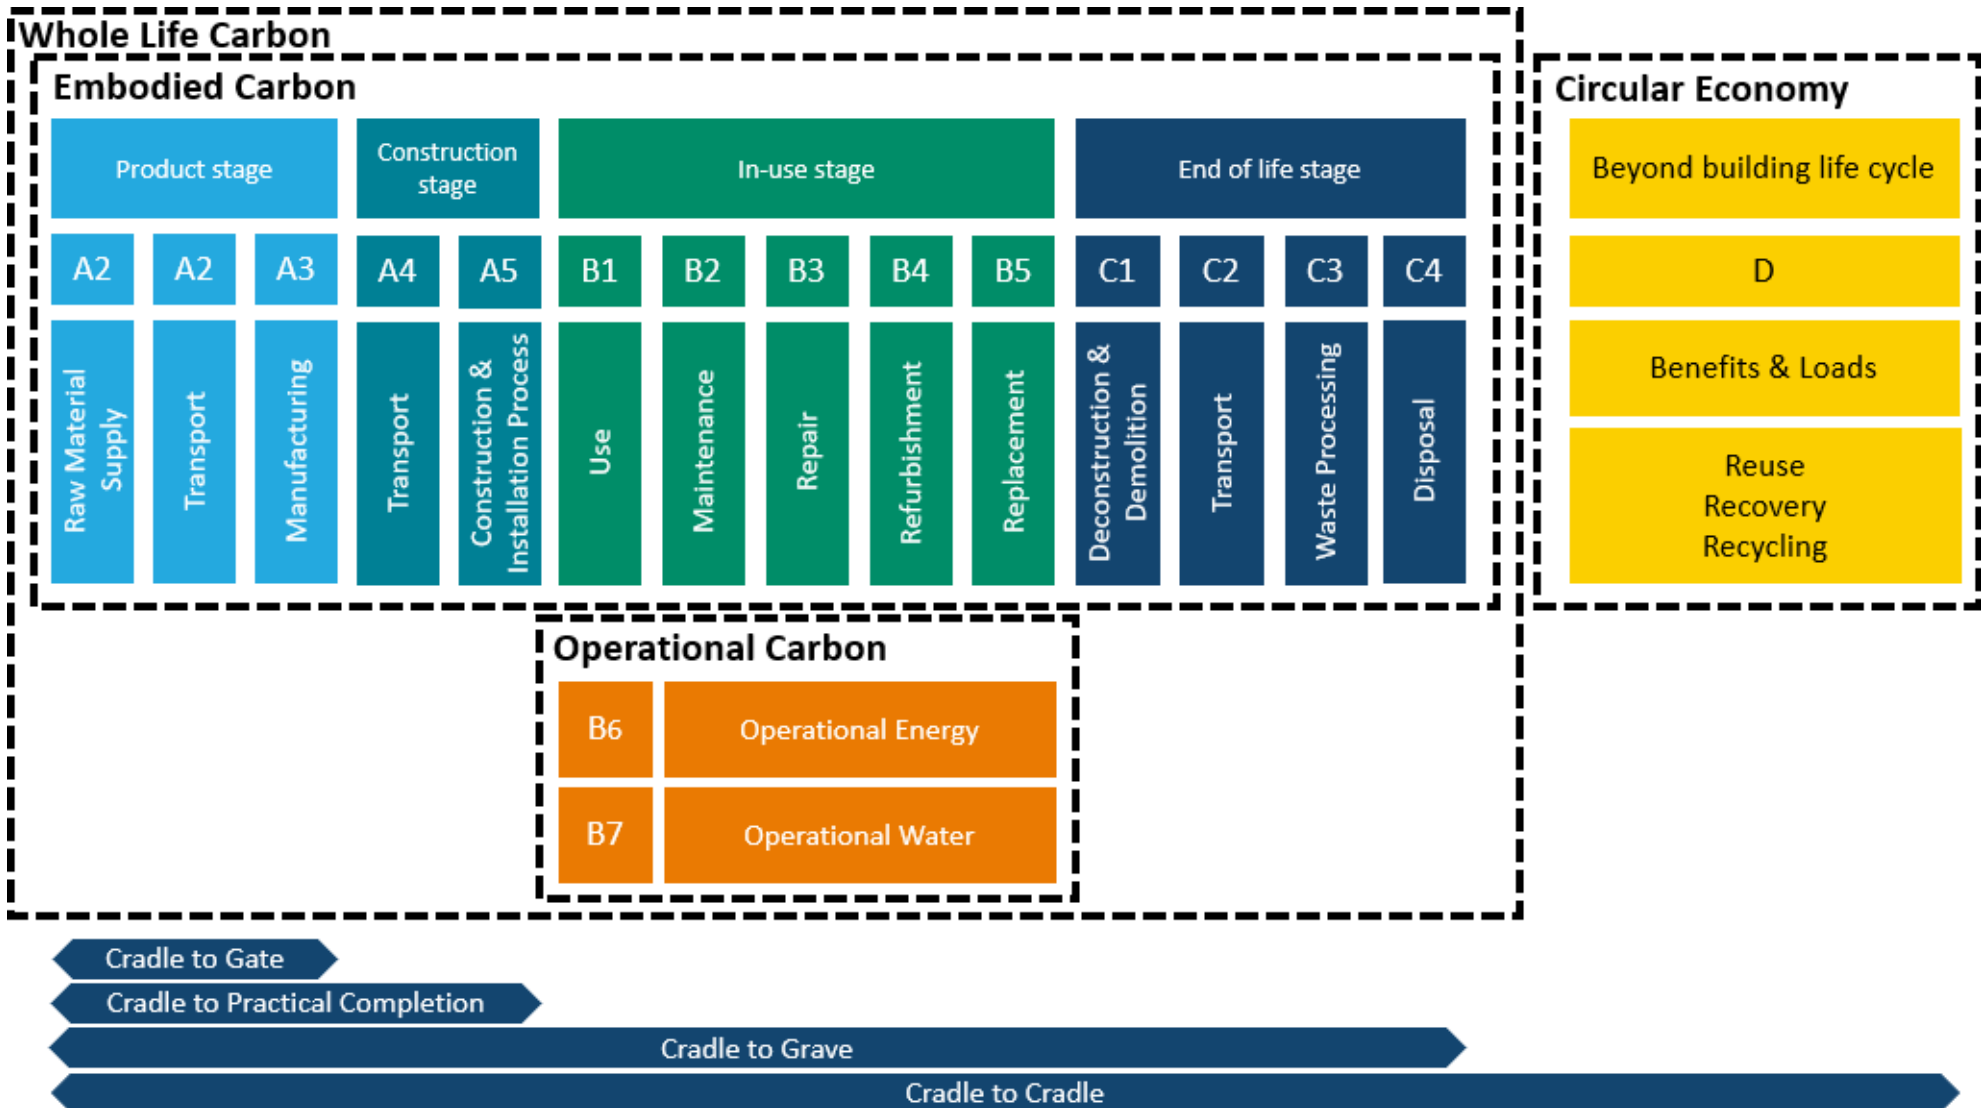 Whole Life Carbon
Embodied Carbon
Circular Economy
Product stage
Construction
stage
In-use stage
End of life stage
Beyond building life cycle
A2
A2
A3
A4
A5
B1
B2
B3
B4
B5
C1
C2
C3
C4
D
Raw Material
Supply
Transport
Manufacturing
Transport
Construction &
Installation Process
Use
Maintenance
Repair
Refurbishment
Replacement
Deconstruction &
Demolition
Transport
Waste Processing
Disposal
Benefits & Loads
Reuse
Recovery
Recycling
Operational Carbon
B6
Operational Energy
B7
Operational Water
Cradle to Gate
Cradle to Practical Completion
Cradle to Grave
Cradle to Cradle